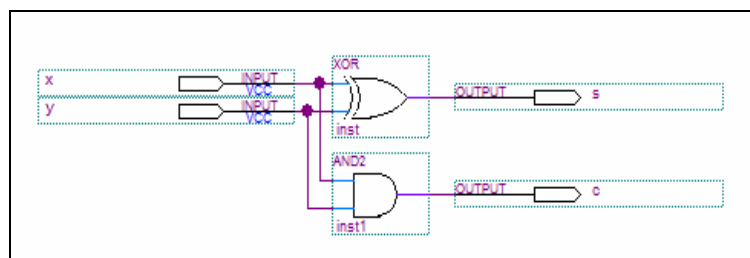 XOR
x INPUT
VCC
y INPUT
VCC
inst
OUTPUT s
AND2
inst1
OUTPUT c